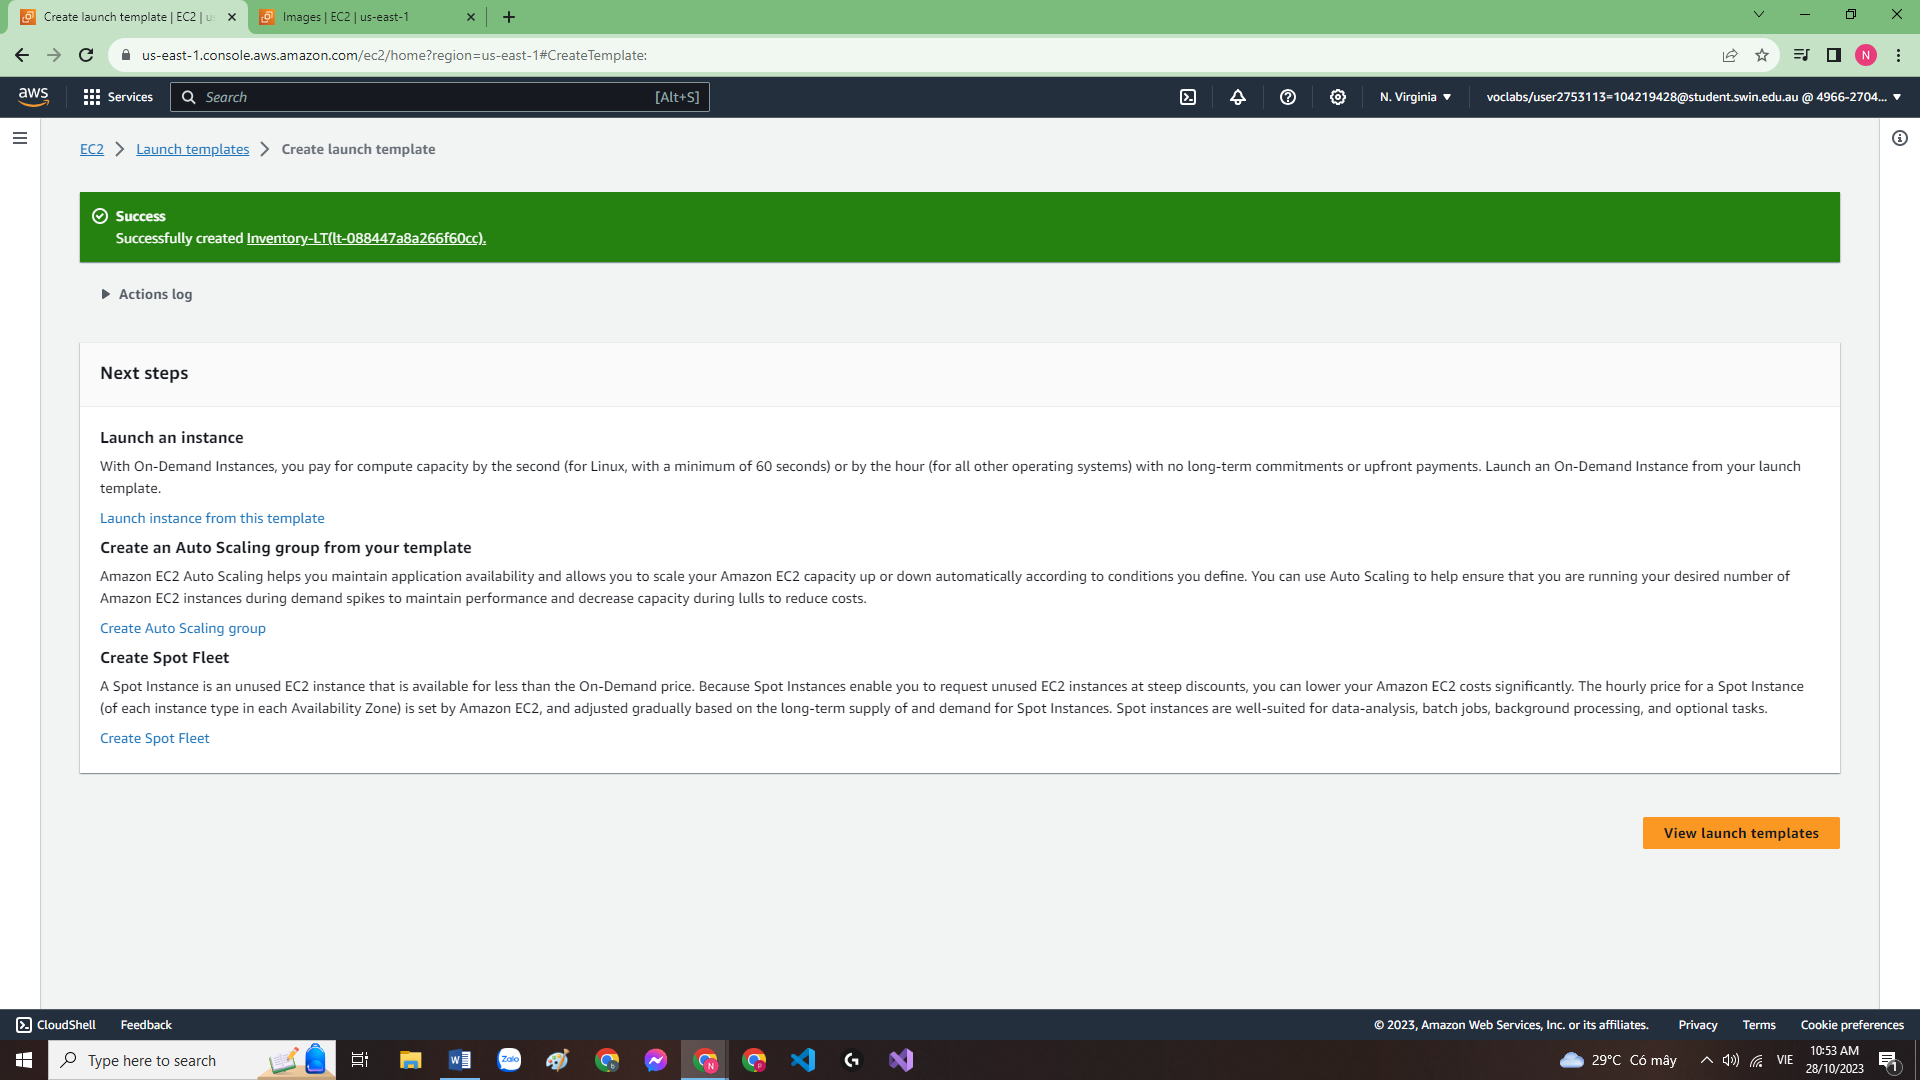 Create launch template | EC2 | us
Images | EC2 | us-east-1
us-east-1.console.aws.amazon.com/ec2/home?region=us-east-1#CreateTemplate:
N
aws
Services
Search
[Alt+S]
N. Virginia
voclabs/user2753113=104219428@student.swin.edu.au @ 4966-2704...
EC2
Launch templates
Create launch template
Success
Successfully created Inventory-LT(lt-088447a8a266f60cc).
Actions log
Next steps
Launch an instance
With On-Demand Instances, you pay for compute capacity by the second (for Linux, with a minimum of 60 seconds) or by the hour (for all other operating systems) with no long-term commitments or upfront payments. Launch an On-Demand Instance from your launch
template.
Launch instance from this template
Create an Auto Scaling group from your template
Amazon EC2 Auto Scaling helps you maintain application availability and allows you to scale your Amazon EC2 capacity up or down automatically according to conditions you define. You can use Auto Scaling to help ensure that you are running your desired number of
Amazon EC2 instances during demand spikes to maintain performance and decrease capacity during lulls to reduce costs.
Create Auto Scaling group
Create Spot Fleet
A Spot Instance is an unused EC2 instance that is available for less than the On-Demand price. Because Spot Instances enable you to request unused EC2 instances at steep discounts, you can lower your Amazon EC2 costs significantly. The hourly price for a Spot Instance
(of each instance type in each Availability Zone) is set by Amazon EC2, and adjusted gradually based on the long-term supply of and demand for Spot Instances. Spot instances are well-suited for data-analysis, batch jobs, background processing, and optional tasks.
Create Spot Fleet
View launch templates
CloudShell
Feedback
© 2023, Amazon Web Services, Inc. or its affiliates.
Privacy
Terms
Cookie preferences
Type here to search
Zalo
29°C Có mây
VIE
10:53 AM
28/10/2023
1